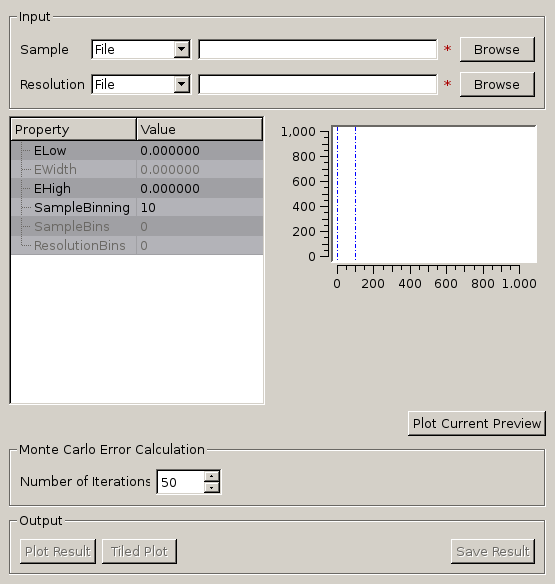 Input
Sample File * Browse
Resolution File * Browse
Property Value
ELow 0.000000
EWidth 0.000000
EHigh 0.000000
SampleBinning 10
SampleBins 0
ResolutionBins 0
1,000
800
600
400
200
0
0 200 400 600 800 1.000
Plot Current Preview
Monte Carlo Error Calculation
Number of Iterations 50
Output
Plot Result Tiled Plot Save Result